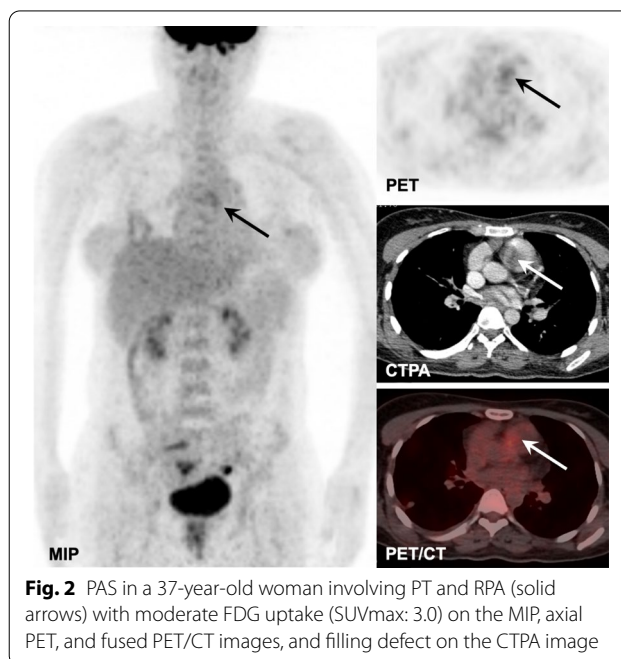 PET
CTPA
MIP
PET/CT
Fig. 2 PAS in a 37-year-old woman involving PT and RPA (solid
arrows) with moderate FDG uptake (SUVmax: 3.0) on the MIP, axial
PET, and fused PET/CT images, and filling defect on the CTPA image